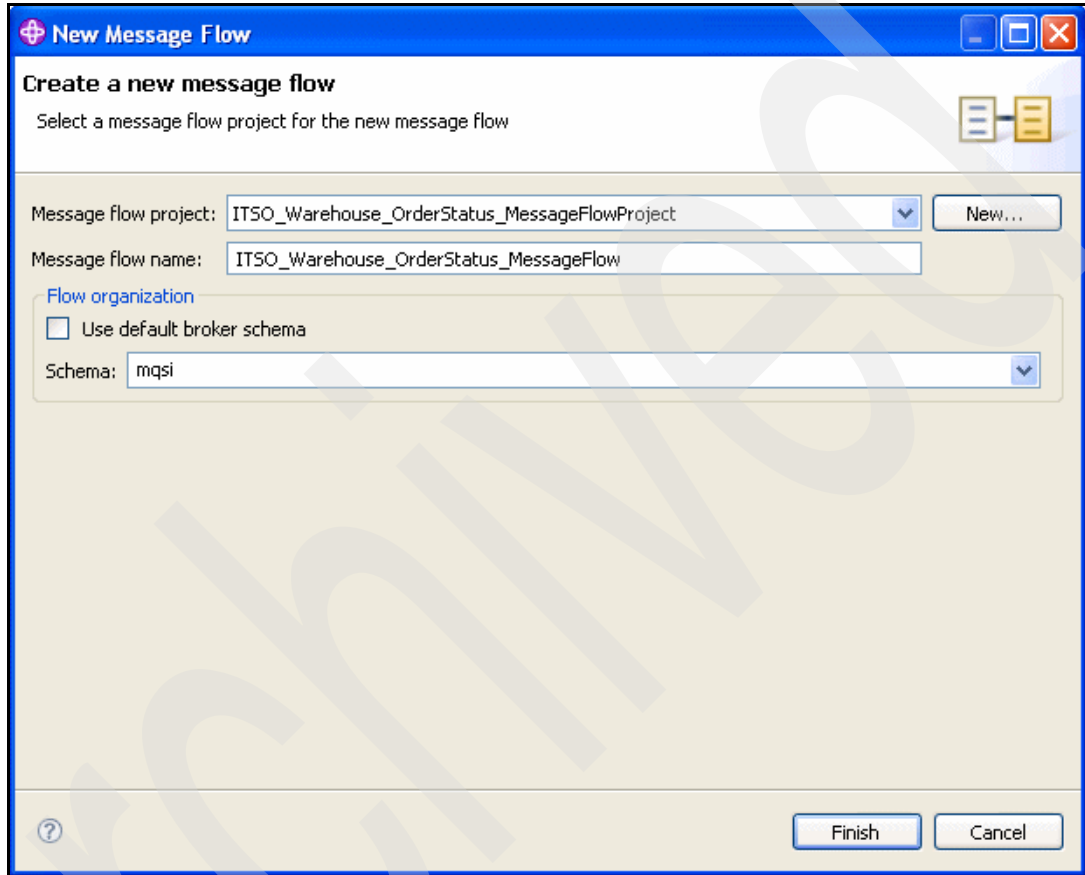 New Message Flow
Create a new message flow
Select a message flow project for the new message flow
Message flow project: ITSO_Warehouse_OrderStatus_MessageFlowProject New...
Message flow name: ITSO_Warehouse_OrderStatus_MessageFlow
Flow organization
Use default broker schema
Schema: mqsi
Finish Cancel